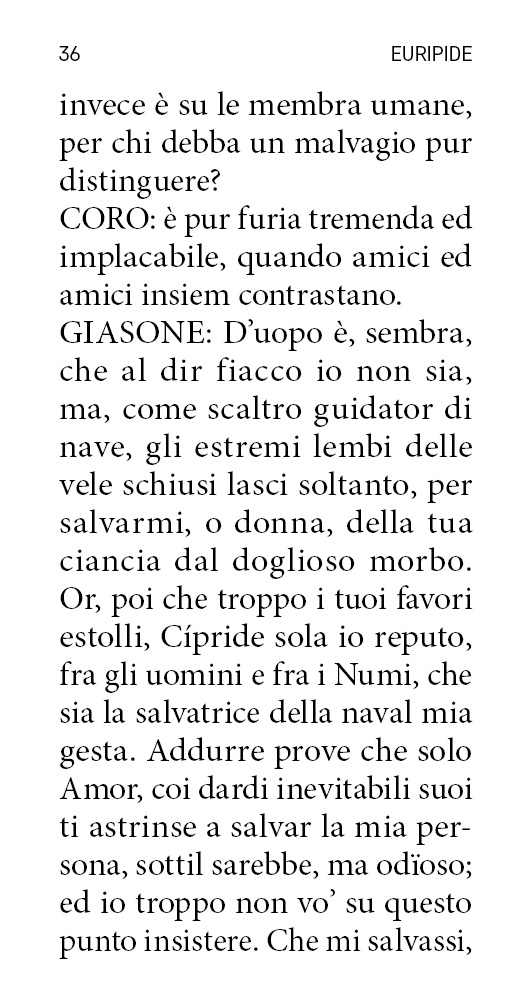 36 EURIPIDE
invece è su le membra umane,
per chi debba un malvagio pur
distinguere?
CORO: è pur furia tremenda ed
implacabile, quando amici ed
amici insiem contrastano.
GIASONE: D’uopo è, sembra,
che al dir fiacco io non sia,
ma, come scaltro guidator di
nave, gli estremi lembi delle
vele schiusi lasci soltanto, per
salvarmi, o donna, della tua
ciancia dal doglioso morbo.
Or, poi che troppo i tuoi favori
estolli, Cípride sola io reputo,
fra gli uomini e fra i Numi, che
sia la salvatrice della naval mia
gesta. Addurre prove che solo
Amor, coi dardi inevitabili suoi
ti astrinse a salvar la mia per-
sona, sottil sarebbe, ma odïoso;
ed io troppo non vo’ su questo
punto insistere. Che mi salvassi,